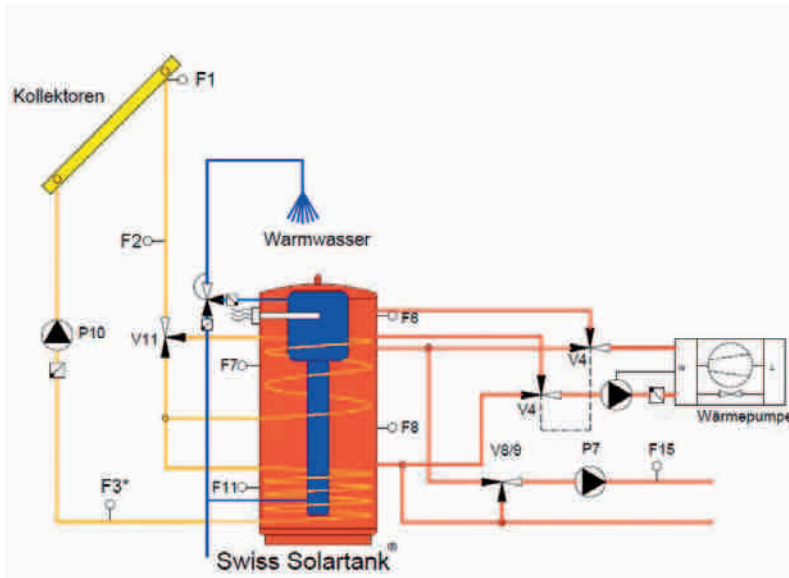 F1
Kollektoren
Warmwasser
F2
F6
P10
V11
V4
F7
W
L
V4
Wärmepumpe
F8
V8/9
P7
F15
F3*
F11
Swiss Solartank®